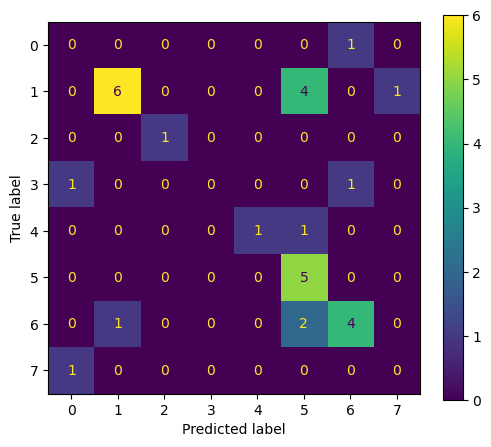 0 0 0 0 0 0 0 1 0
1 0 6 0 0 0 4 0 1
2 0 0 1 0 0 0 0 0
3 1 0 0 0 0 0 1 0
4 0 0 0 0 1 1 0 0
5 0 0 0 0 0 5 0 0
6 0 1 0 0 0 2 4 0
7 1 0 0 0 0 0 0 0
0 1 2 3 4 5 6 7
Predicted label
True label
6
5
4
3
2
1
0